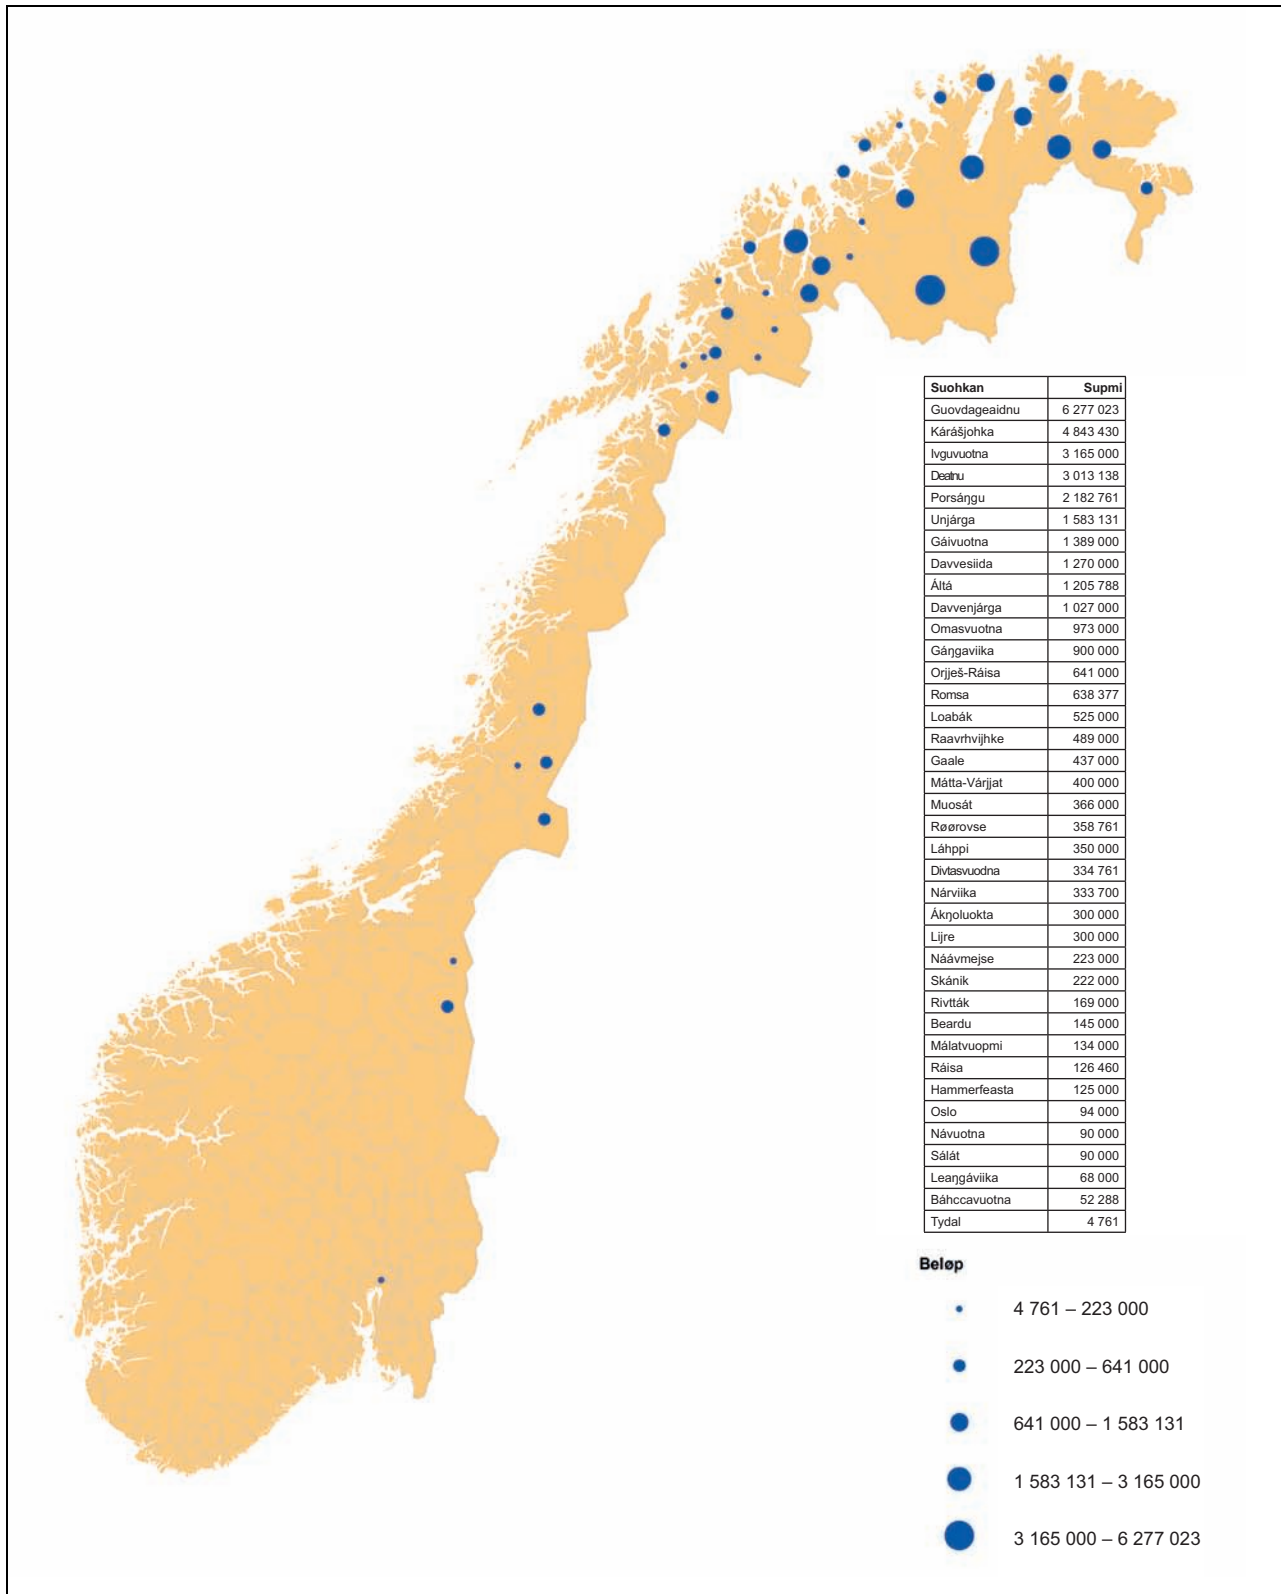 Suohkan Supmi
Guovdageaidnu 6 277 023
Kárášjohka 4 843 430
Ivguvuotna 3 165 000
Deatnu 3 013 138
Porsáŋgu 2 182 761
Unjárga 1 583 131
Gáivuotna 1 389 000
Davvesiida 1 270 000
Áltá 1 205 788
Davvenjárga 1 027 000
Omasvuotna 973 000
Gáŋgaviika 900 000
Orjješ-Ráisa 641 000
Romsa 638 377
Loabák 525 000
Raavrhvijhke 489 000
Gaale 437 000
Mátta-Várjjat 400 000
Muosát 366 000
Røørovse 358 761
Láhppi 350 000
Divtasvuodna 334 761
Nárviika 333 700
Ákŋoluokta 300 000
Lijre 300 000
Náávmejse 223 000
Skánik 222 000
Rivtták 169 000
Beardu 145 000
Málatvuopmi 134 000
Ráisa 126 460
Hammerfeasta 125 000
Oslo 94 000
Návuotna 90 000
Sálát 90 000
Leaŋgáviika 68 000
Báhccavuotna 52 288
Tydal 4 761
Beløp
4 761 – 223 000
223 000 – 641 000
641 000 – 1 583 131
1 583 131 – 3 165 000
3 165 000 – 6 277 023